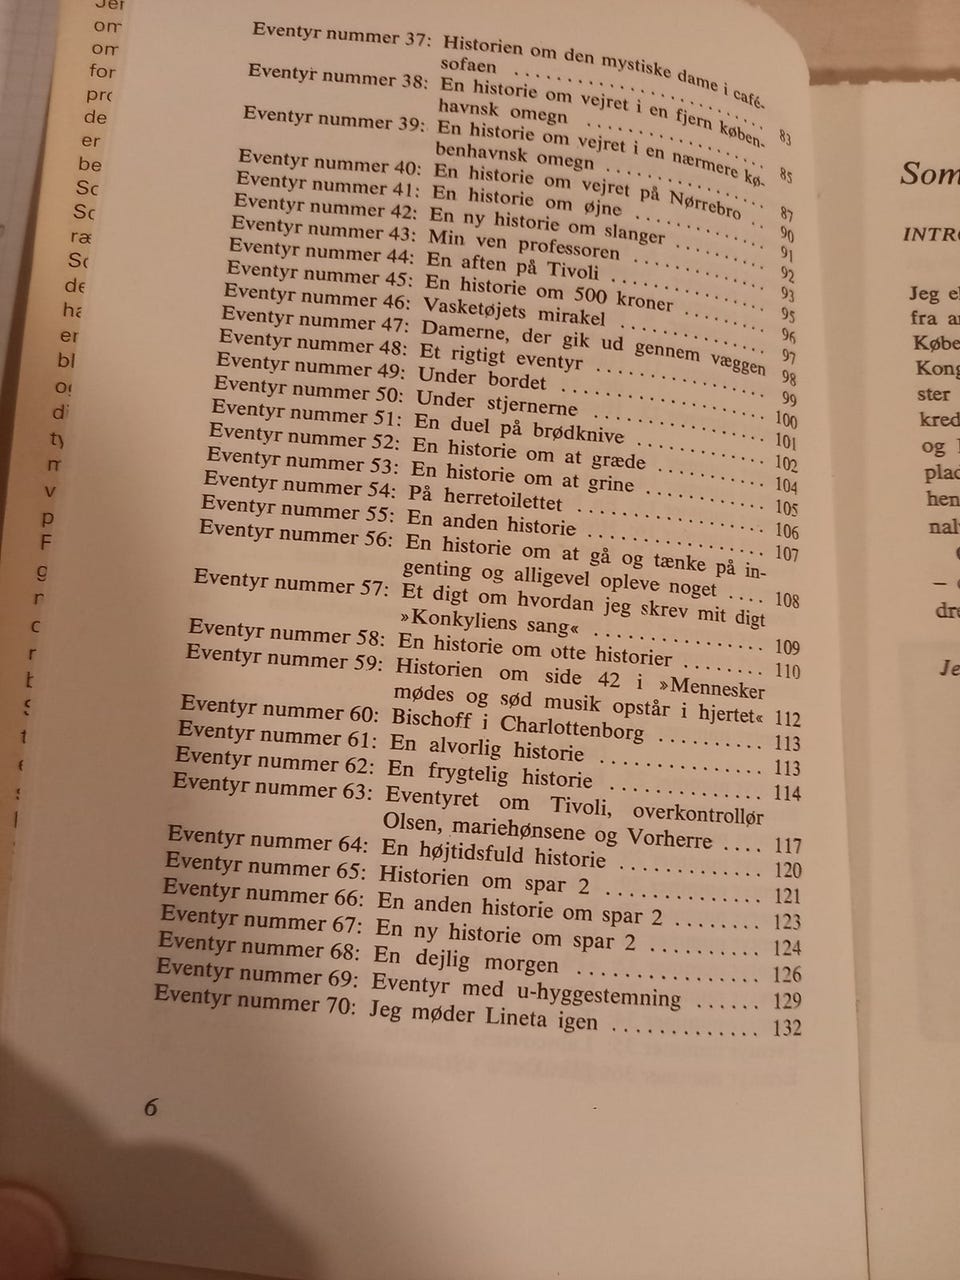 Eventyr nummer 37: Historien om den mystiske dame i café-
sofaen .................... 83
Eventyr nummer 38: En historie om vejret i en fjern køben-
havnsk omegn .................... 85
Eventyr nummer 39: En historie om vejret i en nærmere kø-
benhavnsk omegn .................... 87
Eventyr nummer 40: En historie om vejret på Nørrebro .. 90
Eventyr nummer 41: En historie om øjne ............. 91
Eventyr nummer 42: En ny historie om slanger ......... 92
Eventyr nummer 43: Min ven professoren ............. 93
Eventyr nummer 44: En aften på Tivoli ............... 95
Eventyr nummer 45: En historie om 500 kroner ......... 96
Eventyr nummer 46: Vasketøjets mirakel .............. 97
Eventyr nummer 47: Damerne, der gik ud gennem væggen 98
Eventyr nummer 48: Et rigtigt eventyr ................ 99
Eventyr nummer 49: Under bordet .................... 100
Eventyr nummer 50: Under stjernerne ................ 101
Eventyr nummer 51: En duel på brødknive ............ 102
Eventyr nummer 52: En historie om at græde .......... 104
Eventyr nummer 53: En historie om at grine ........... 105
Eventyr nummer 54: På herretoilettet ................ 106
Eventyr nummer 55: En anden historie ................ 107
Eventyr nummer 56: En historie om at gå og tænke på in-
genting og alligevel opleve noget .... 108
Eventyr nummer 57: Et digt om hvordan jeg skrev mit digt
»Konkyliens sang« ............... 109
Eventyr nummer 58: En historie om otte historier ........ 110
Eventyr nummer 59: Historien om side 42 i »Mennesker
mødes og sød musik opstår i hjertet« 112
Eventyr nummer 60: Bischoff i Charlottenborg .......... 113
Eventyr nummer 61: En alvorlig historie ............... 113
Eventyr nummer 62: En frygtelig historie .............. 114
Eventyr nummer 63: Eventyret om Tivoli, overkontrollør
Olsen, mariehønsene og Vorherre .... 117
Eventyr nummer 64: En højtidsfuld historie ............. 120
Eventyr nummer 65: Historien om spar 2 .............. 121
Eventyr nummer 66: En anden historie om spar 2 ........ 123
Eventyr nummer 67: En ny historie om spar 2 .......... 124
Eventyr nummer 68: En dejlig morgen ................ 126
Eventyr nummer 69: Eventyr med u-hyggestemning ...... 129
Eventyr nummer 70: Jeg møder Lineta igen ............. 132
6
Som
INTRO
Jeg
fra
Købe
Kong
ster
kred
og
plac
hen
nal
–
dre
Je